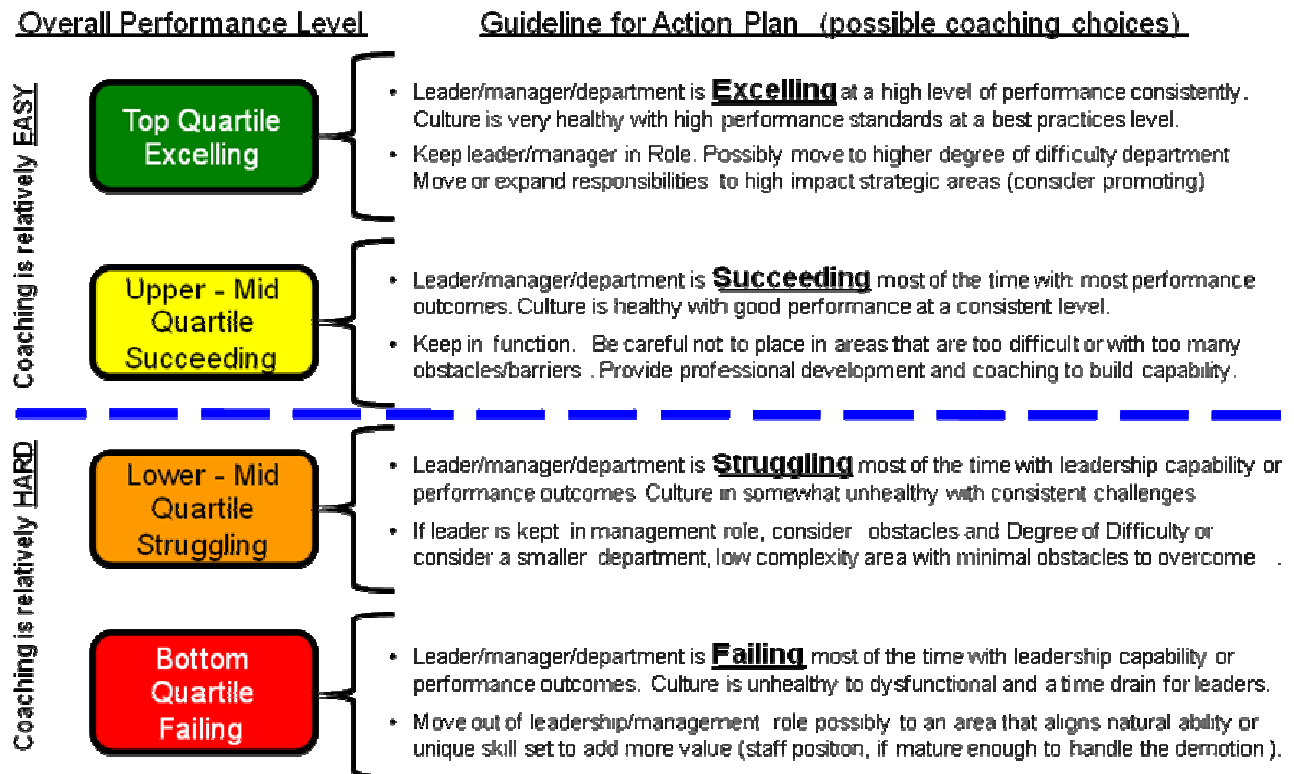 Overall Performance Level
Guideline for Action Plan (possible coaching choices)
Coaching is relatively EASY
Top Quartile
Excelling
• Leader/manager/department is Excelling at a high level of performance consistently.
Culture is very healthy with high performance standards at a best practices level.
• Keep leader/manager in Role. Possibly move to higher degree of difficulty department
Move or expand responsibilities to high impact strategic areas (consider promoting)
Upper - Mid
Quartile
Succeeding
• Leader/manager/department is Succeeding most of the time with most performance
outcomes. Culture is healthy with good performance at a consistent level.
• Keep in function. Be careful not to place in areas that are too difficult or with too many
obstacles/barriers . Provide professional development and coaching to build capability.
Coaching is relatively HARD
Lower - Mid
Quartile
Struggling
• Leader/manager/department is Struggling most of the time with leadership capability or
performance outcomes. Culture in somewhat unhealthy with consistent challenges
• If leader is kept in management role, consider obstacles and Degree of Difficulty or
consider a smaller department, low complexity area with minimal obstacles to overcome .
Bottom
Quartile
Failing
• Leader/manager/department is Failing most of the time with leadership capability or
performance outcomes. Culture is unhealthy to dysfunctional and a time drain for leaders.
• Move out of leadership/management role possibly to an area that aligns natural ability or
unique skill set to add more value (staff position, if mature enough to handle the demotion ).